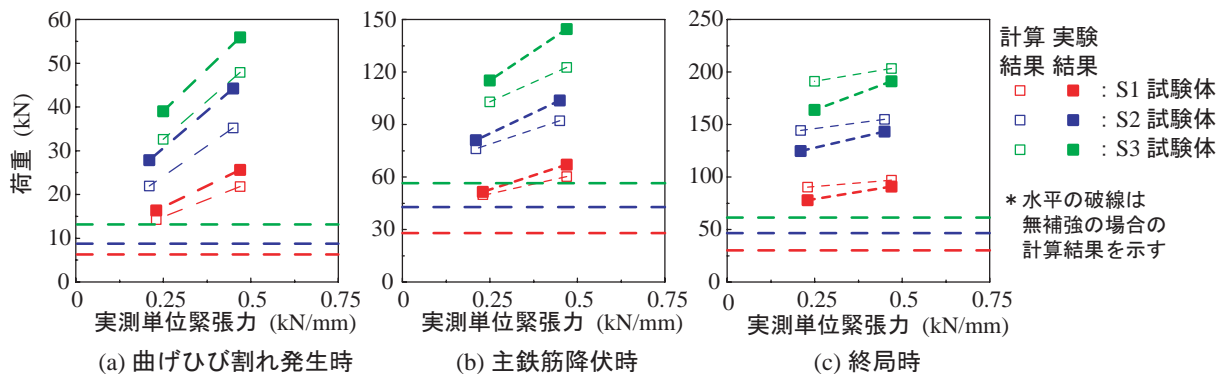 荷重 (kN)
60
50
40
30
20
10
0
0
0.25
0.5
0.75
実測単位緊張力 (kN/mm)
(a) 曲げひび割れ発生時
150
120
90
60
30
0
0
0.25
0.5
0.75
実測単位緊張力 (kN/mm)
(b) 主鉄筋降伏時
250
200
150
100
50
0
0
0.25
0.5
0.75
実測単位緊張力 (kN/mm)
(c) 終局時
計算 実験
結果 結果
: S1 試験体
: S2 試験体
: S3 試験体
* 水平の破線は
無補強の場合の
計算結果を示す